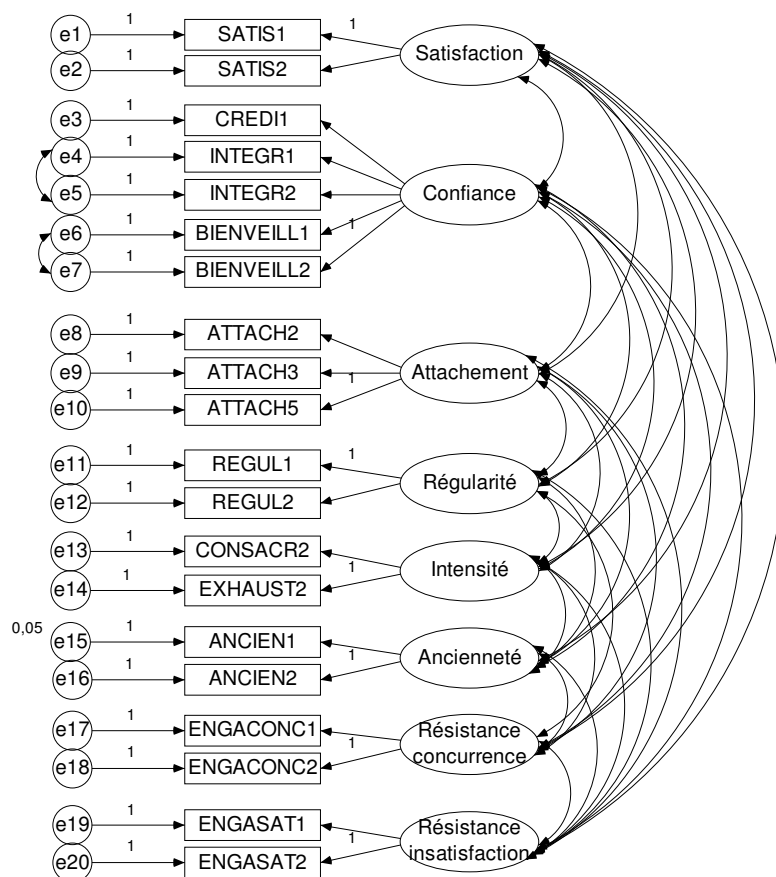 e1 1 SATIS1 1 Satisfaction
e2 1 SATIS2
e3 1 CREDI1
e4 1 INTEGR1
e5 1 INTEGR2 Confiance
e6 1 BIENVEILL1 1
e7 1 BIENVEILL2
e8 1 ATTACH2
e9 1 ATTACH3 1 Attachement
e10 1 ATTACH5
e11 1 REGUL1 1 Régularité
e12 1 REGUL2
e13 1 CONSACR2 Intensité
e14 1 EXHAUST2 1
0,05 e15 1 ANCIEN1 Ancienneté
e16 1 ANCIEN2 1
e17 1 ENGACONC1 Résistance
concurrence
e18 1 ENGACONC2 1
e19 1 ENGASAT1 Résistance
insatisfaction
e20 1 ENGASAT2 1